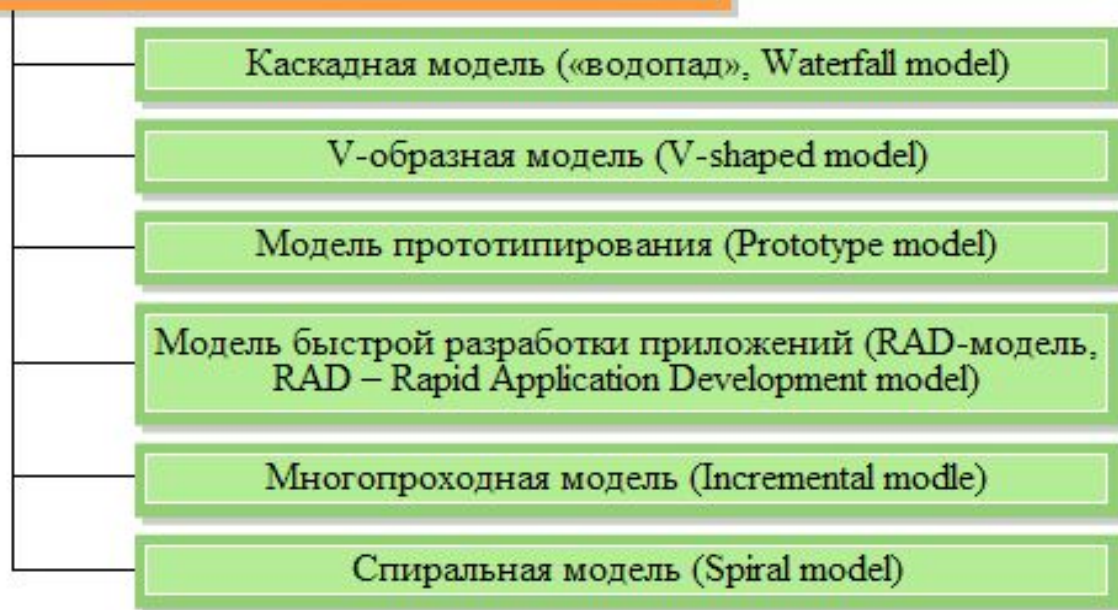 Каскадная модель («водопад», Waterfall model)
V-образная модель (V-shaped model)
Модель прототипирования (Prototype model)
Модель быстрой разработки приложений (RAD-модель,
RAD – Rapid Application Development model)
Многопроходная модель (Incremental modle)
Спиральная модель (Spiral model)